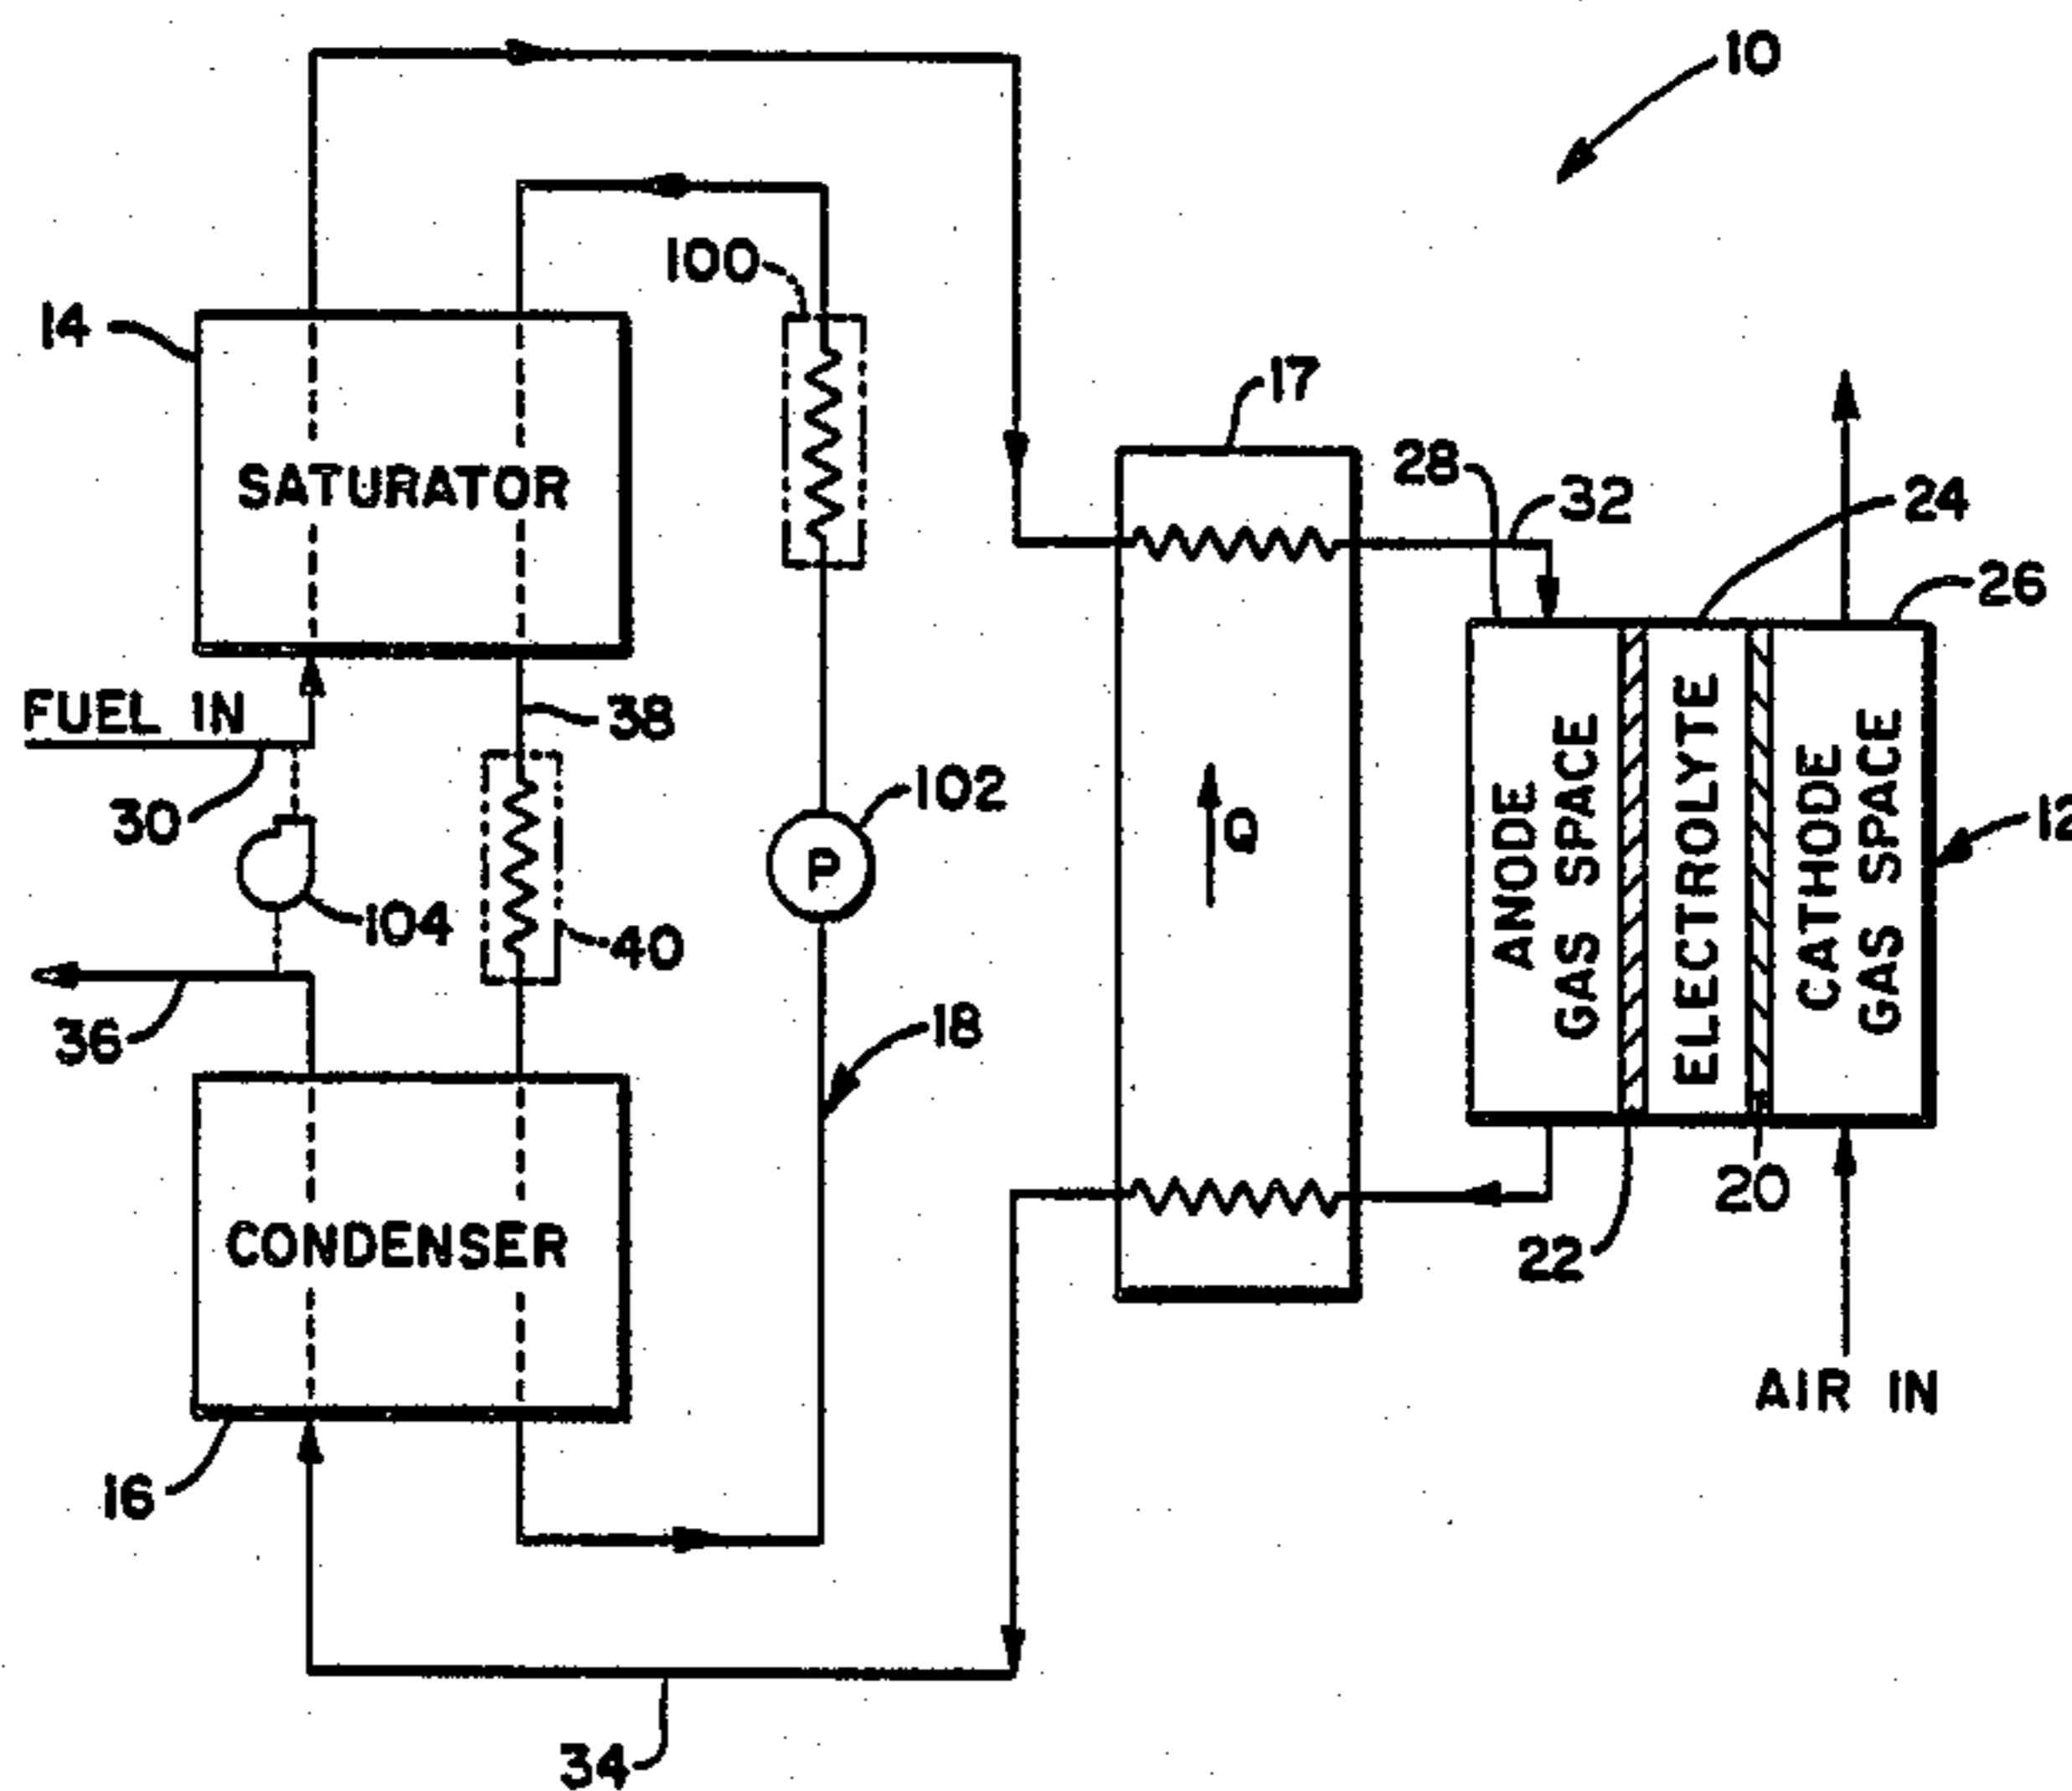 10
100
14
17
28
32
24
SATURATOR
26
FUEL IN
38
30
102
Q
12
P
104
40
ANODE
GAS SPACE
ELECTROLYTE
CATHODE
GAS SPACE
36
18
20
CONDENSER
22
AIR IN
16
34